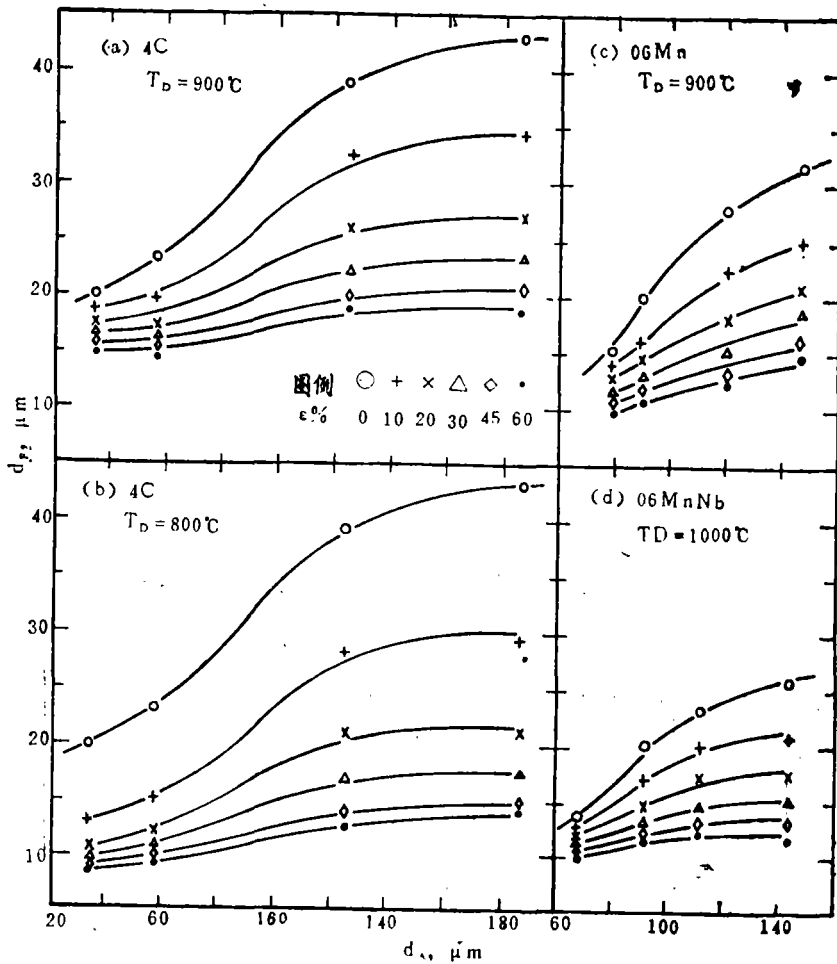 (a) 4C
T_D = 900℃
40
30
20
10
图例
ε%
0 10 20 30 45 60
μm
(c) 06Mn
T_D = 900℃
(b) 4C
T_D = 800℃
40
30
20
10
20 60 160 140 180
(d) 06MnNb
TD = 1000℃
60 100 140
μm